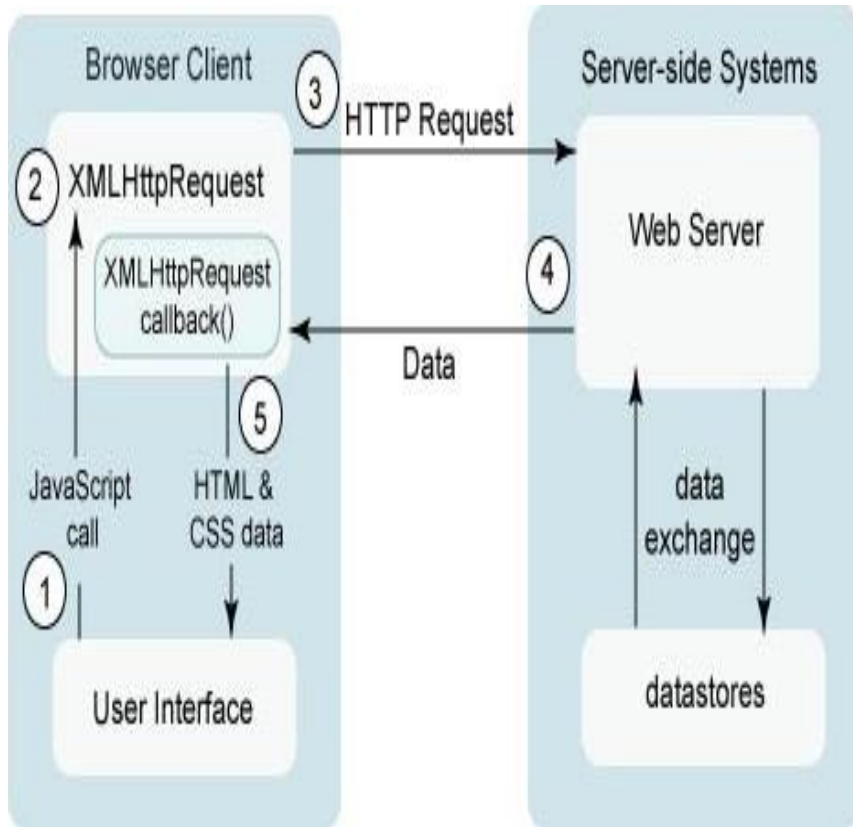 Browser Client
3
HTTP Request
2
XMLHttpRequest
XMLHttpRequest
callback()
4
Data
5
JavaScript
call
HTML &
CSS data
1
User Interface
Server-side Systems
Web Server
data
exchange
datastores